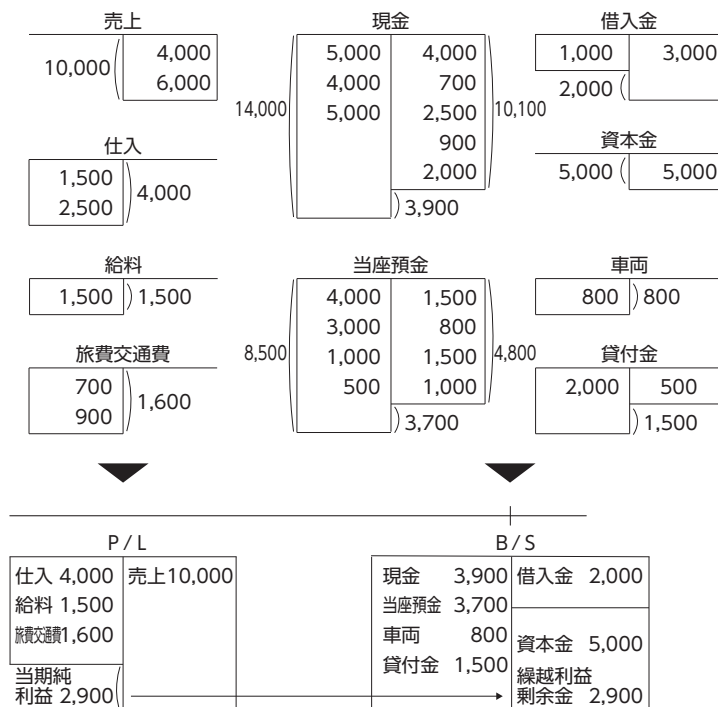 売上
10,000 4,000
6,000
仕入
1,500
2,500
4,000
給料
1,500 1,500
旅費交通費
700
900
1,600
現金
5,000 4,000
4,000 700
5,000 2,500
900
2,000
14,000
10,100
3,900
当座預金
4,000 1,500
3,000 800
1,000 1,500
500 1,000
8,500
4,800
3,700
借入金
1,000 3,000
2,000
資本金
5,000 5,000
車両
800 800
貸付金
2,000 500
1,500
P / L
仕入 4,000 売上10,000
給料 1,500
旅費交通費1,600
当期純
利益 2,900
B / S
現金 3,900 借入金 2,000
当座預金 3,700
車両 800 資本金 5,000
貸付金 1,500 繰越利益
剰余金 2,900